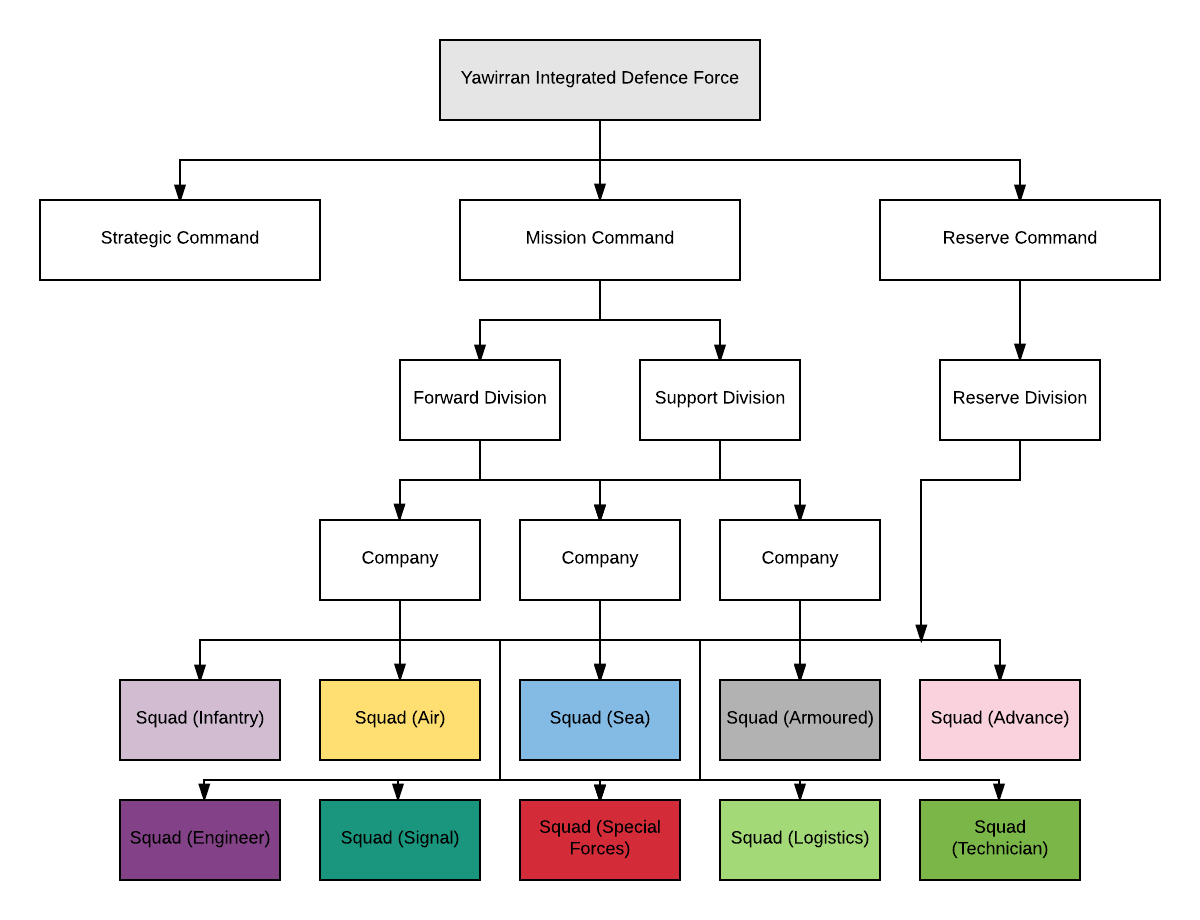 Yawirran Integrated Defence Force
Strategic Command
Mission Command
Reserve Command
Forward Division
Support Division
Reserve Division
Company
Company
Company
Squad (Infantry)
Squad (Air)
Squad (Sea)
Squad (Armoured)
Squad (Advance)
Squad (Engineer)
Squad (Signal)
Squad (Special
Forces)
Squad (Logistics)
Squad
(Technician)